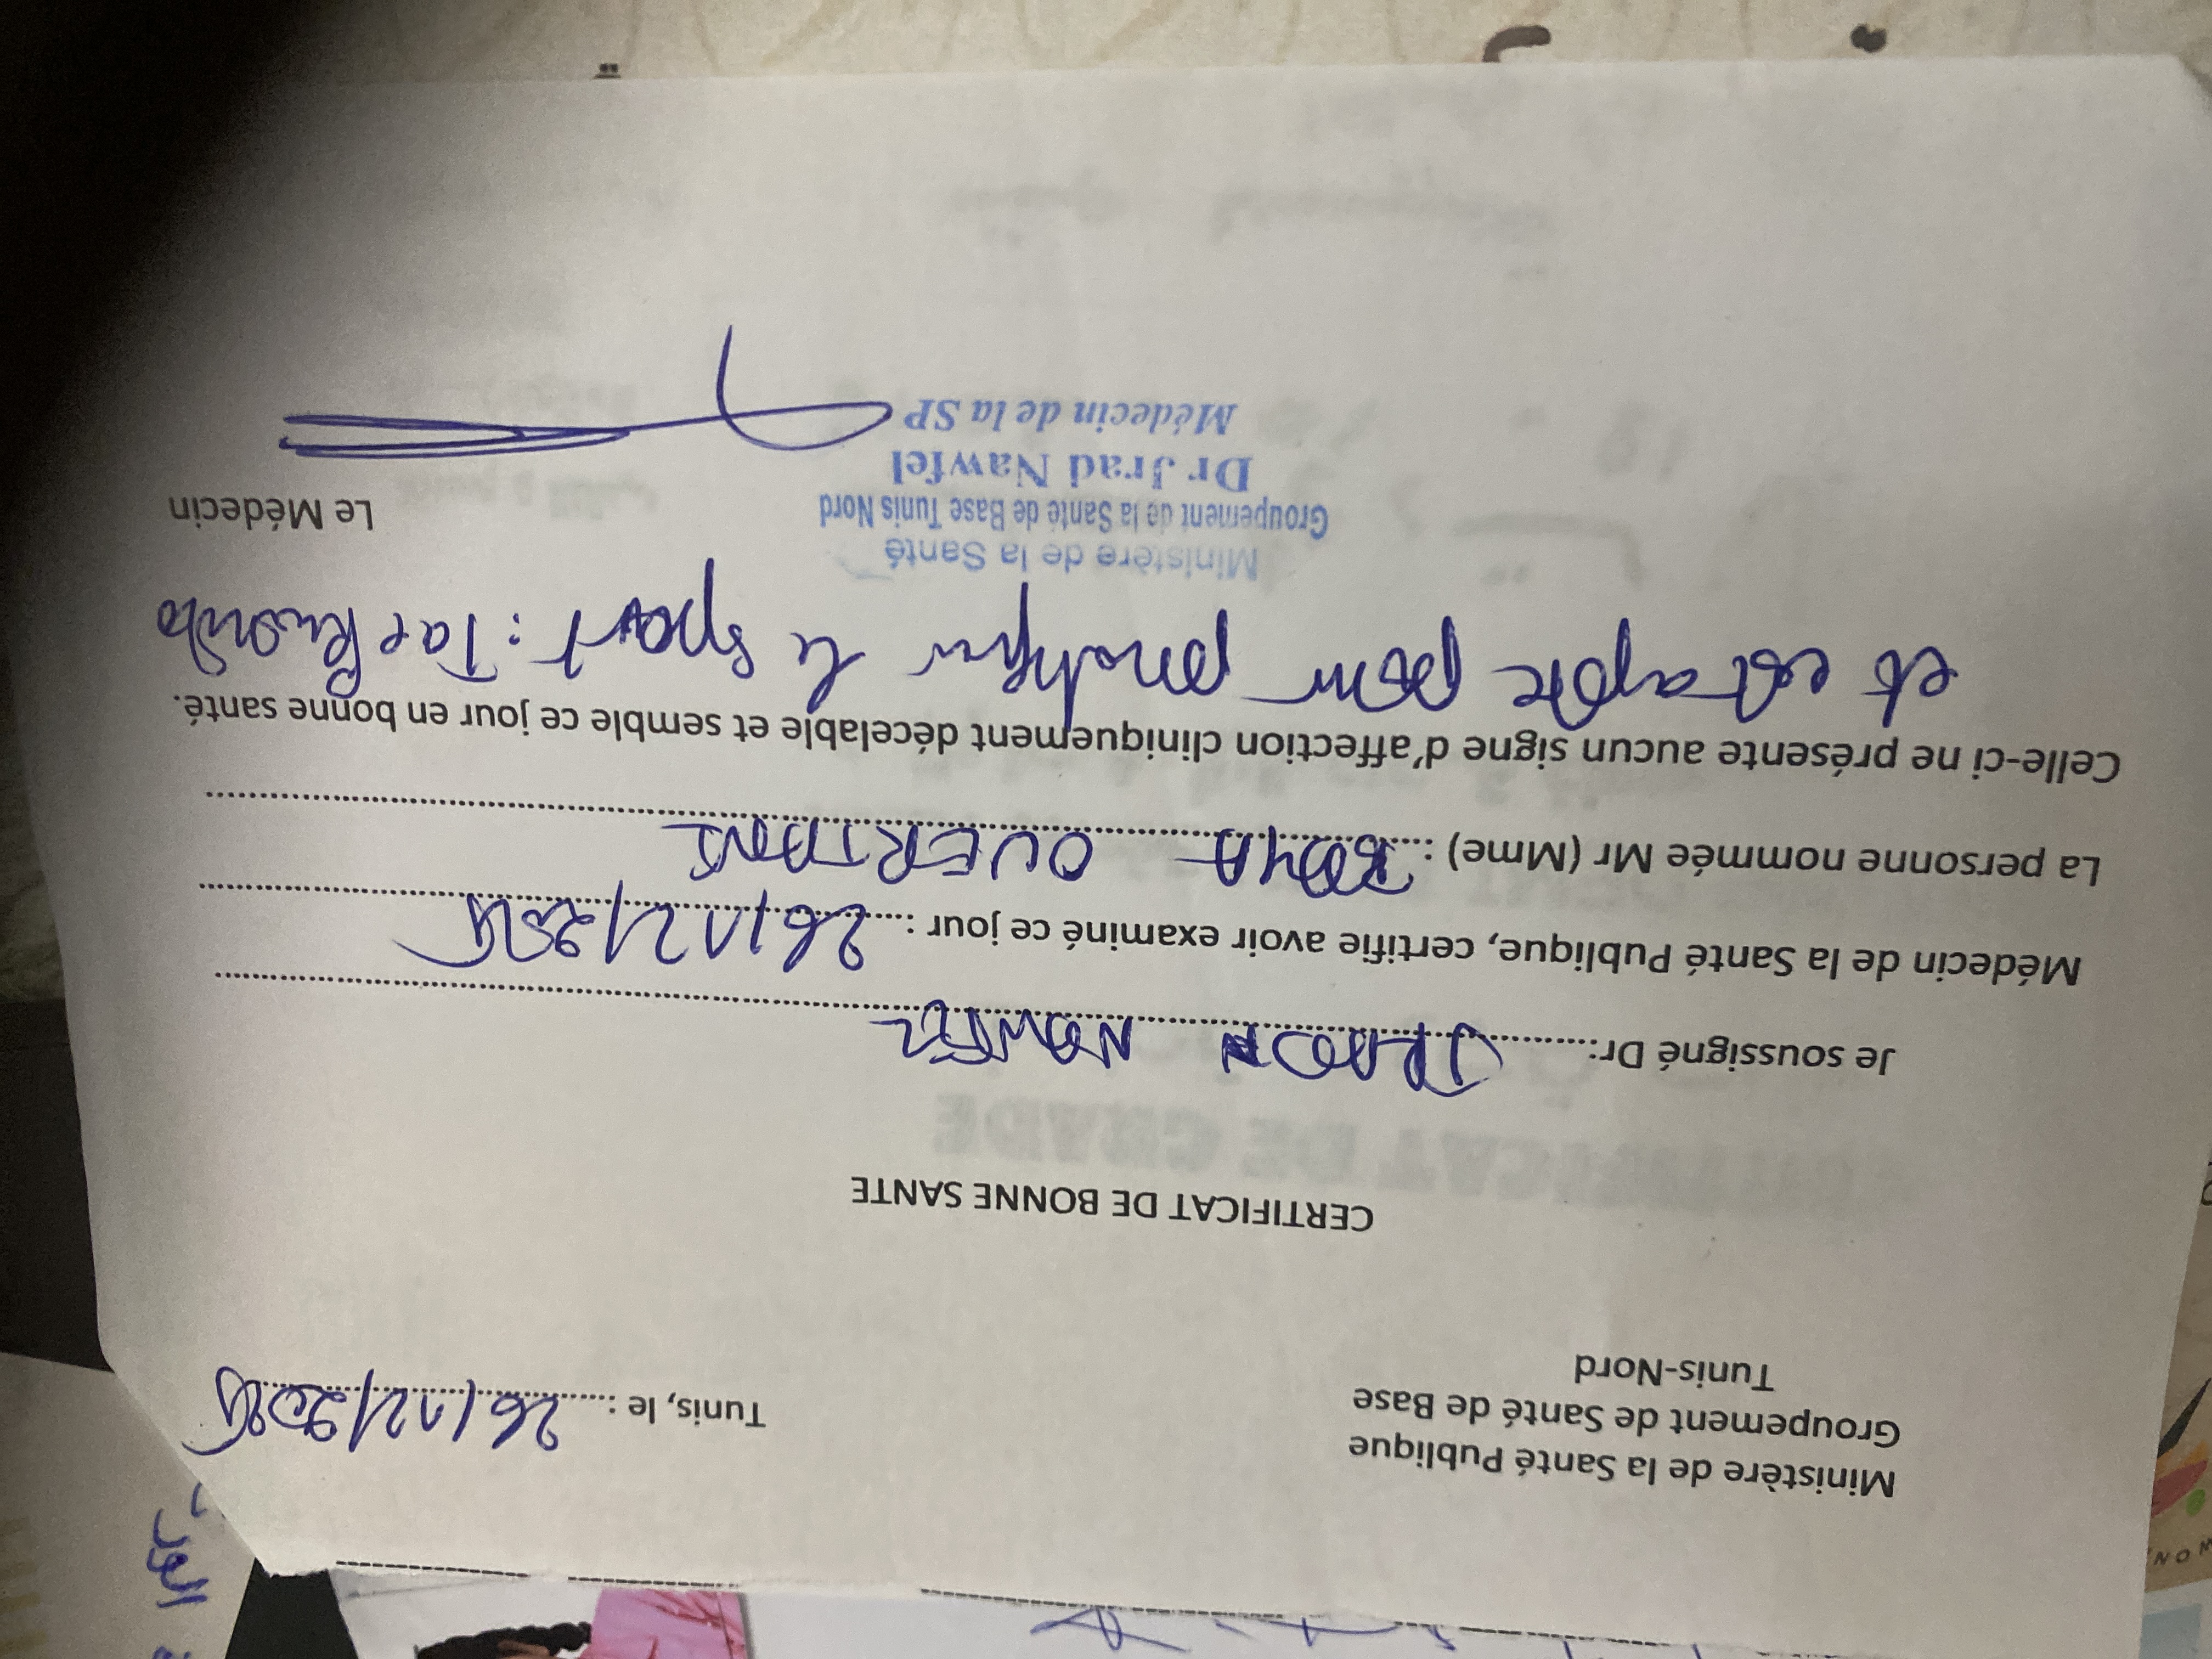 Ministère de la Santé Publique
Groupement de Santé de Base
Tunis-Nord
Tunis, le : 26/12/2024
CERTIFICAT DE BONNE SANTE
Je soussigné Dr: JRAD NAWFEL
Médecin de la Santé Publique, certifie avoir examiné ce jour : 26/12/2024
La personne nommée Mr (Mme) : OUERTANI
Celle-ci ne présente aucun signe d'affection cliniquement décelable et semble ce jour en bonne santé.
et est apte pour pratiquer le sport : Taekwondo
Ministère de la Santé
Groupement de la Santé de Base Tunis Nord
Dr Jrad Nawfel
Médecin de la SP
Le Médecin